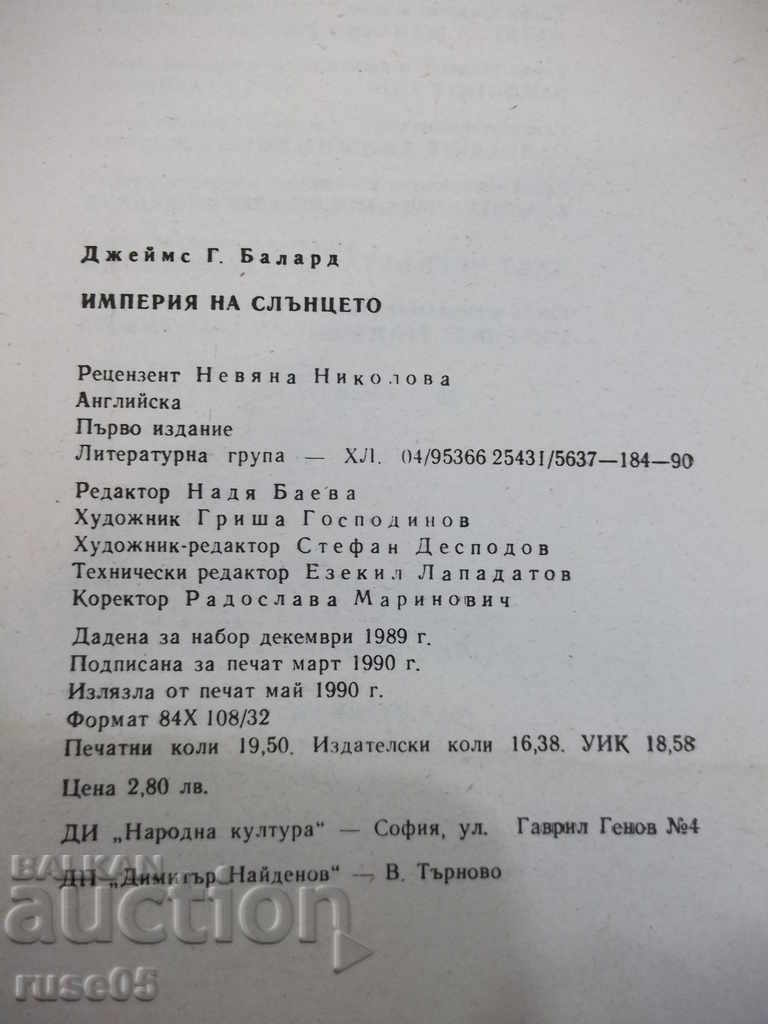 Джеймс Г. Балард
ИМПЕРИЯ НА СЛЪНЦЕТО
Рецензент Невяна Николова
Английска
Първо издание
Литературна група — ХЛ. 04/95366 25431/5637—184—90
Редактор Надя Баева
Художник Гриша Господинов
Художник-редактор Стефан Десподов
Технически редактор Езекил Лападатов
Коректор Радослава Маринович
Дадена за набор декември 1989 г.
Подписана за печат март 1990 г.
Излязла от печат май 1990 г.
Формат 84X 108/32
Печатни коли 19,50. Издателски коли 16,38. УИК 18,58
Цена 2,80 лв.
ДИ „Народна култура“ — София, ул. Гаврил Генов №4
ДП „Димитър Найденов“ — В. Търново
BALKAN
auction
ruse05